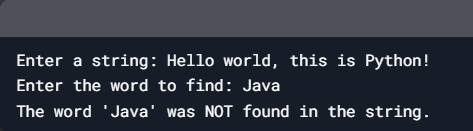 Enter a string: Hello world, this is Python!
Enter the word to find: Java
The word 'Java' was NOT found in the string.